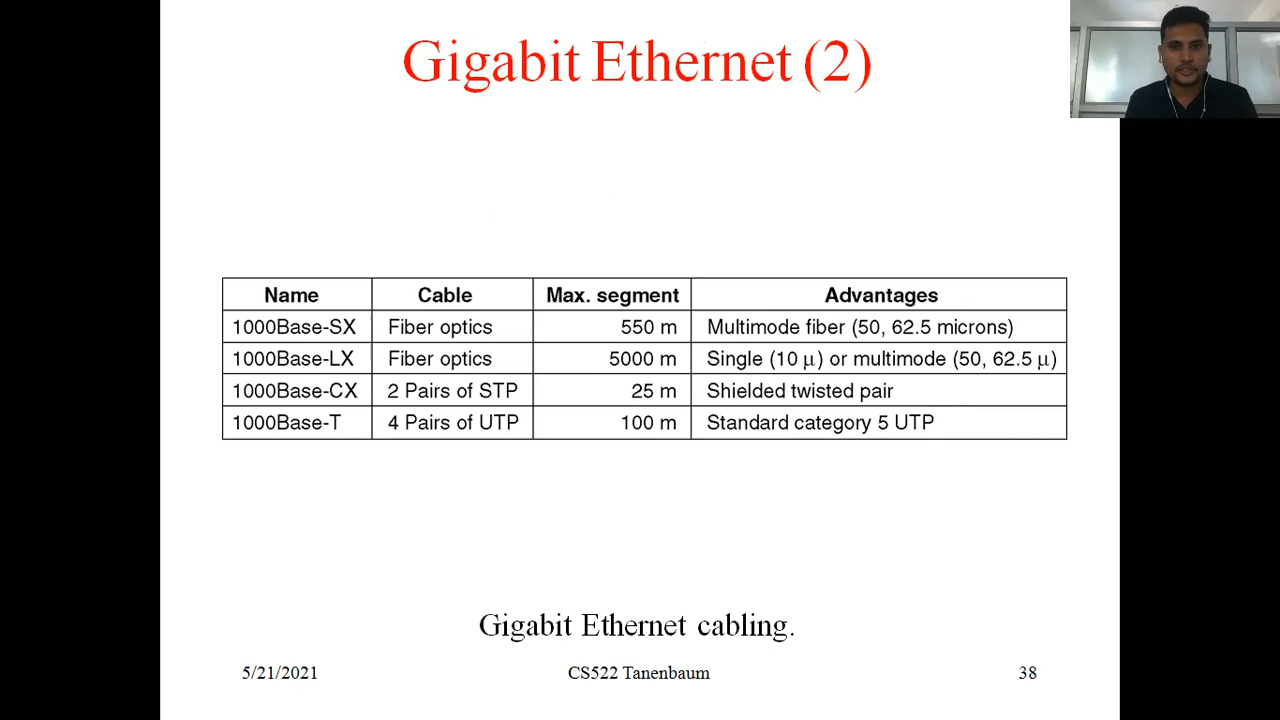 Gigabit Ethernet (2)
Name Cable Max. segment Advantages
1000Base-SX Fiber optics 550 m Multimode fiber (50, 62.5 microns)
1000Base-LX Fiber optics 5000 m Single (10 µ) or multimode (50, 62.5 µ)
1000Base-CX 2 Pairs of STP 25 m Shielded twisted pair
1000Base-T 4 Pairs of UTP 100 m Standard category 5 UTP
Gigabit Ethernet cabling.
5/21/2021 CS522 Tanenbaum 38